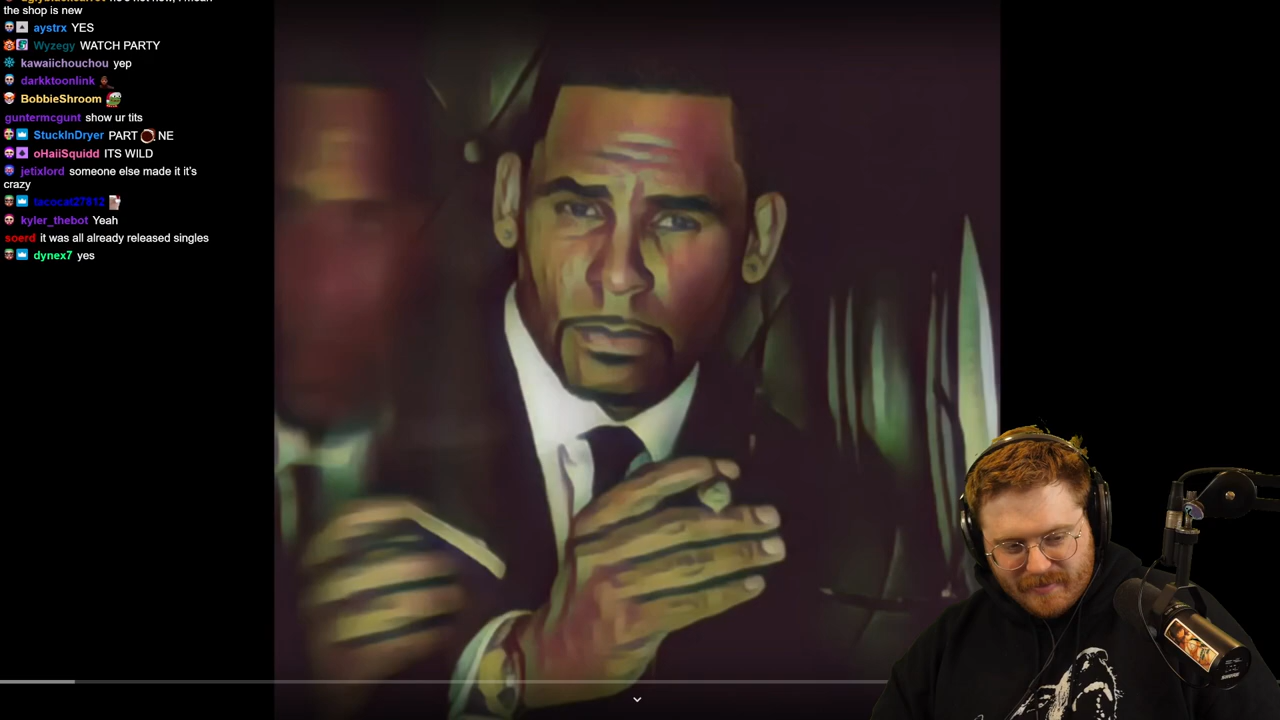 the shop is new
aystrx YES
Wyzegy WATCH PARTY
kawaiichouchou yep
darkktoonlink
BobbieShroom
guntermcgunt show ur tits
StuckInDryer PART NE
oHaiiSquidd ITS WILD
jetixlord someone else made it it's
crazy
tacocat27612
kyler_thebot Yeah
soerd it was all already released singles
dynex7 yes